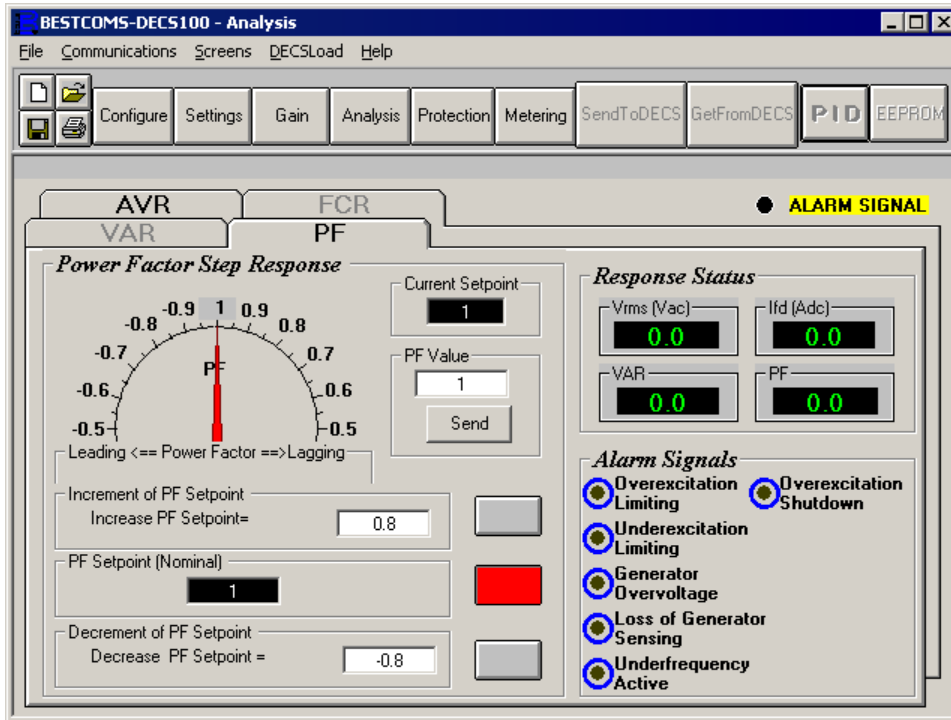 BESTCOMS-DECS100 - Analysis
File Communications Screens DECSLoad Help
Configure Settings Gain Analysis Protection Metering SendToDECS GetFromDECS PID EEPROM
AVR FCR
ALARM SIGNAL
VAR PF
Power Factor Step Response
-0.9 1 0.9
-0.8 0.8
-0.7 0.7
PF
-0.6 0.6
-0.5 0.5
Leading <== Power Factor ==>Lagging
Current Setpoint
1
PF Value
1
Send
Increment of PF Setpoint
Increase PF Setpoint= 0.8
PF Setpoint (Nominal)
1
Decrement of PF Setpoint
Decrease PF Setpoint = -0.8
Response Status
Vrms (Vac) Ifd (Adc)
0.0 0.0
VAR PF
0.0 0.0
Alarm Signals
Overexcitation Limiting
Overexcitation Shutdown
Underexcitation Limiting
Generator Overvoltage
Loss of Generator Sensing
Underfrequency Active